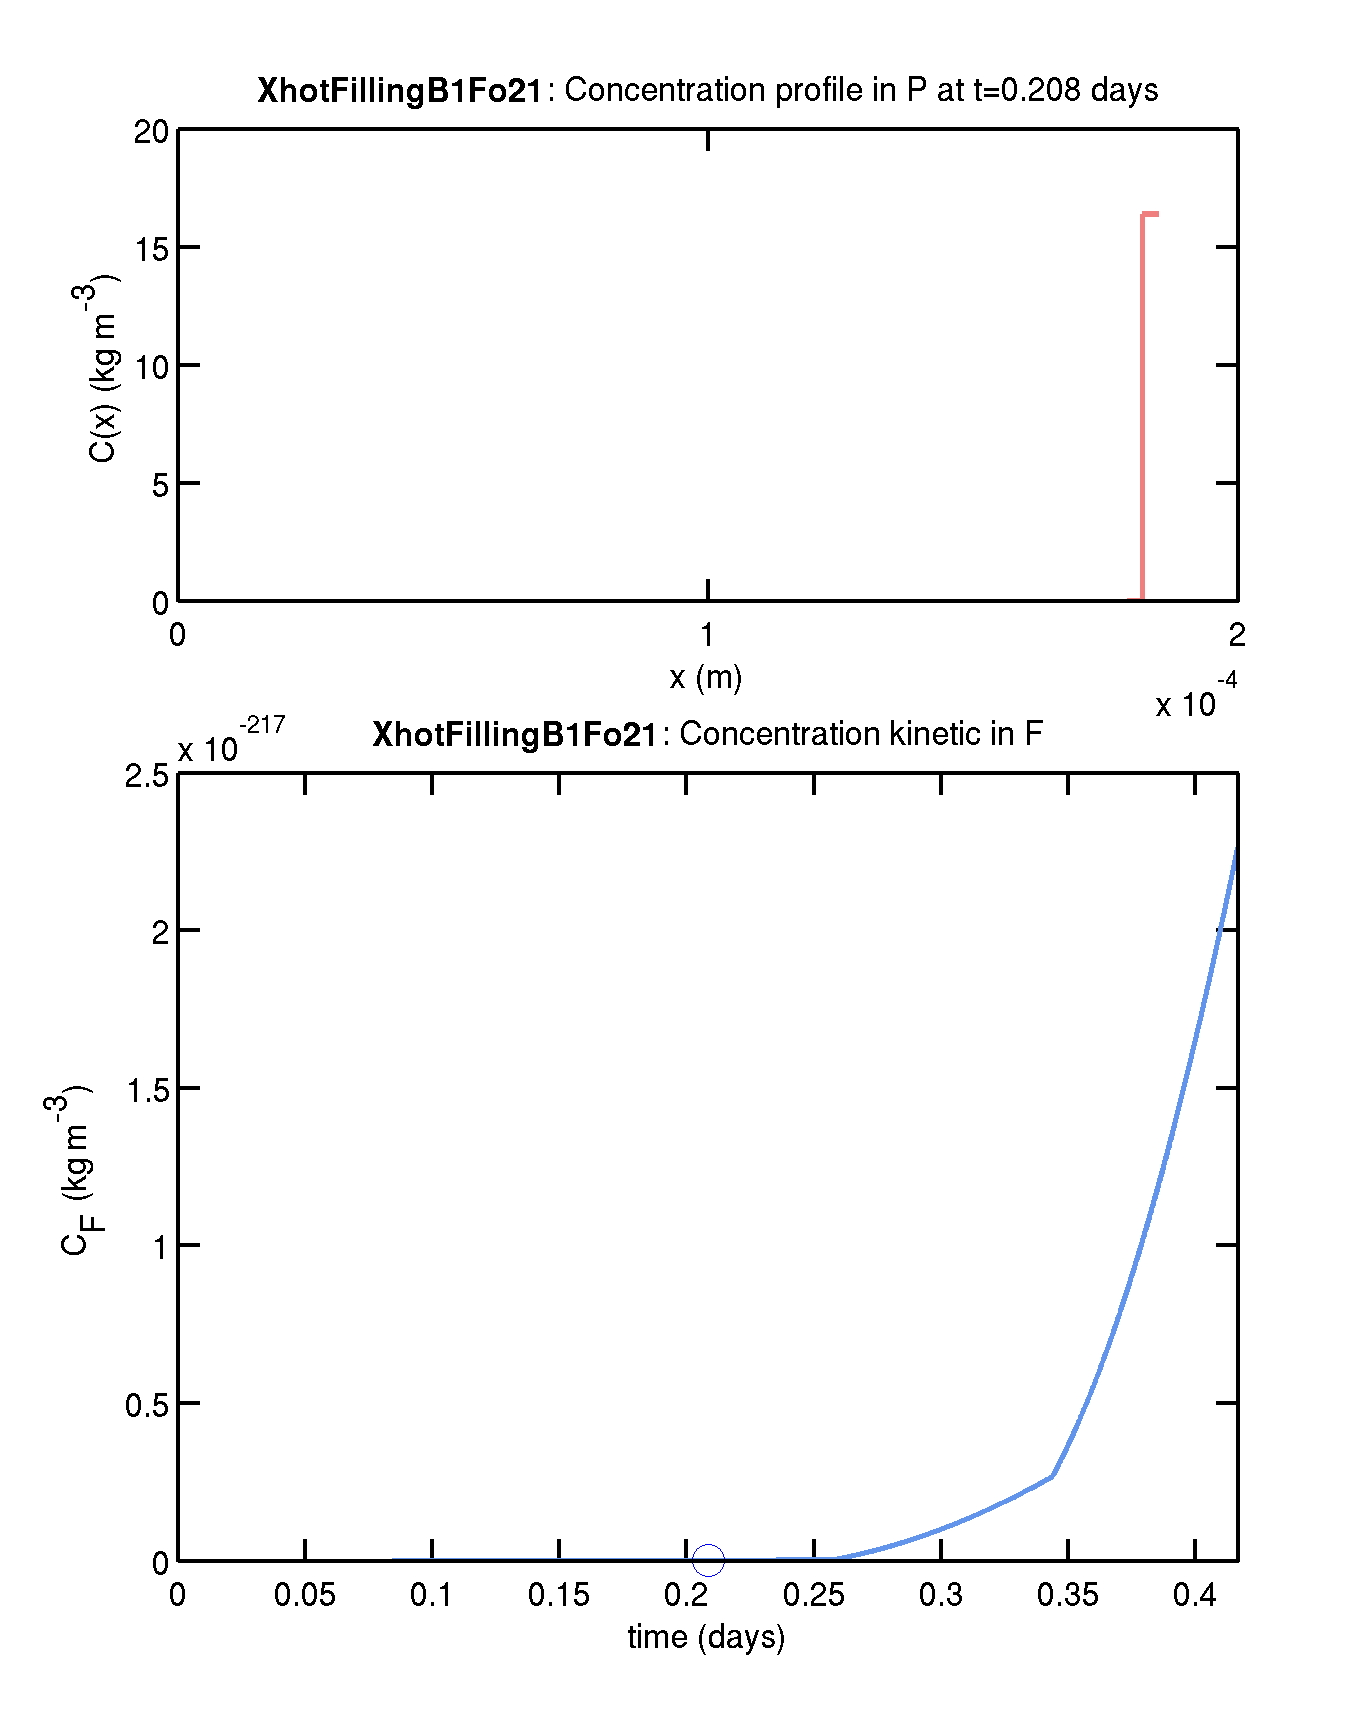 XhotFillingB1Fo21: Concentration profile in P at t=0.208 days
20
15
10
5
0
C(x) (kg m-3)
0 1 2
x (m)
x 10-4
x 10-217
XhotFillingB1Fo21: Concentration kinetic in F
2.5
2
1.5
1
0.5
0
CF (kg m-3)
0 0.05 0.1 0.15 0.2 0.25 0.3 0.35 0.4
time (days)